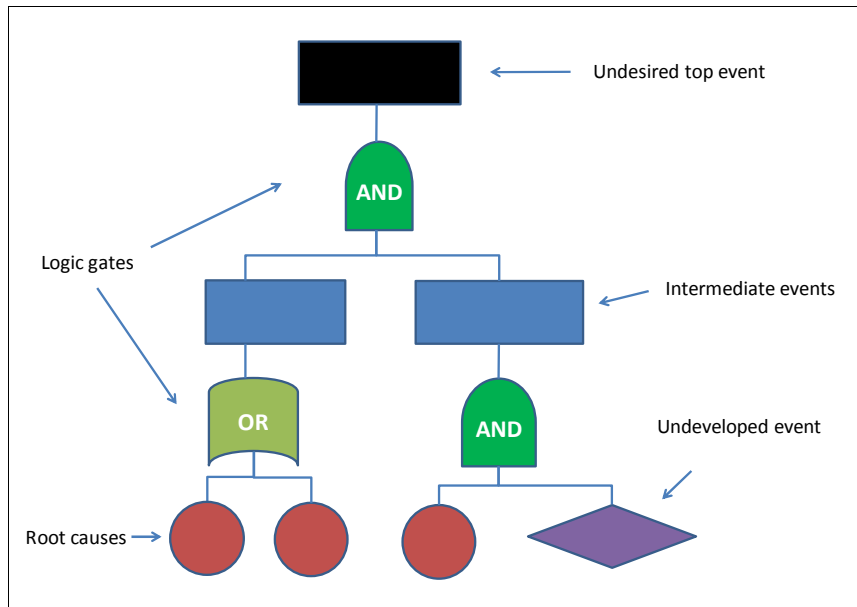 Undesired top event
AND
Logic gates
Intermediate events
OR
AND
Undeveloped event
Root causes